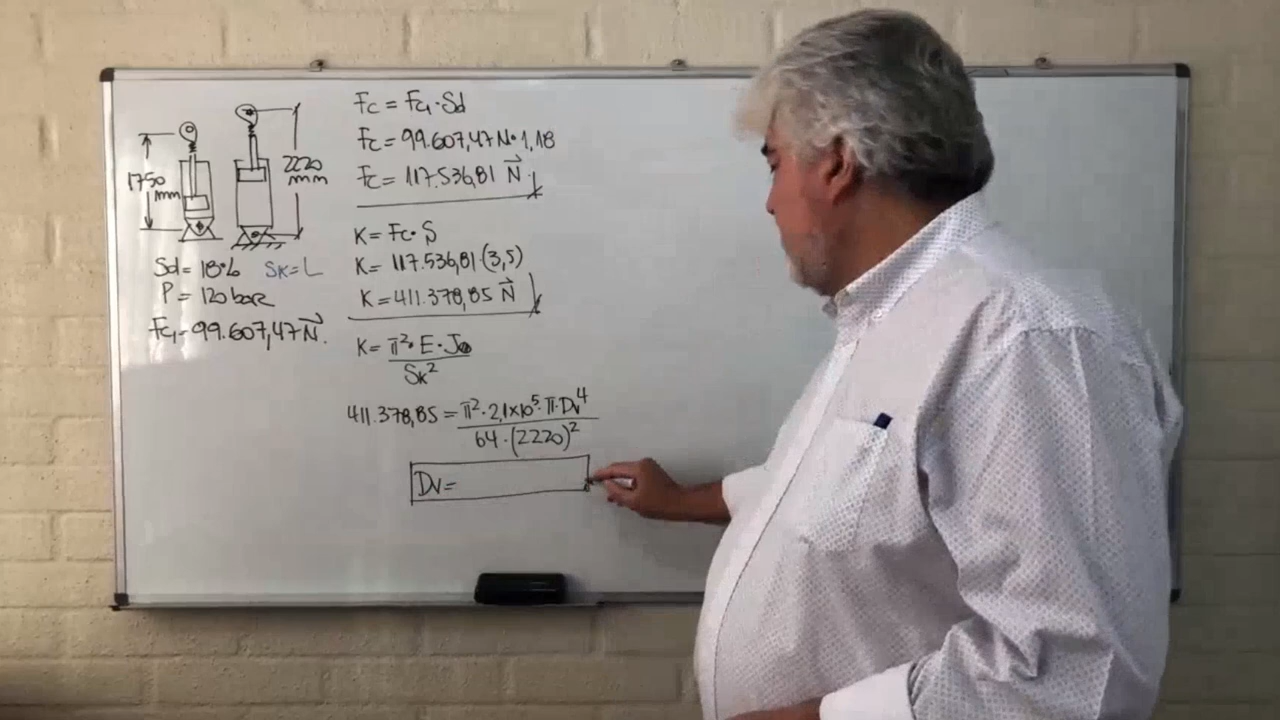 1750
mm
2220
mm
Sd = 18% Sk = L
P = 120 bar
Fc₁ = 99.607,47 N⃗.
Fc = Fc₁ · Sd
Fc = 99.607,47 N · 1,18
Fc = 117.536,81 N⃗
K = Fc · S
K = 117.536,81 · (3,5)
K = 411.378,85 N⃗
K = π² · E · J
Sk²
411.378,85 = π² · 2,1x10⁵ · π · Dv⁴
64 · (2220)²
Dv =